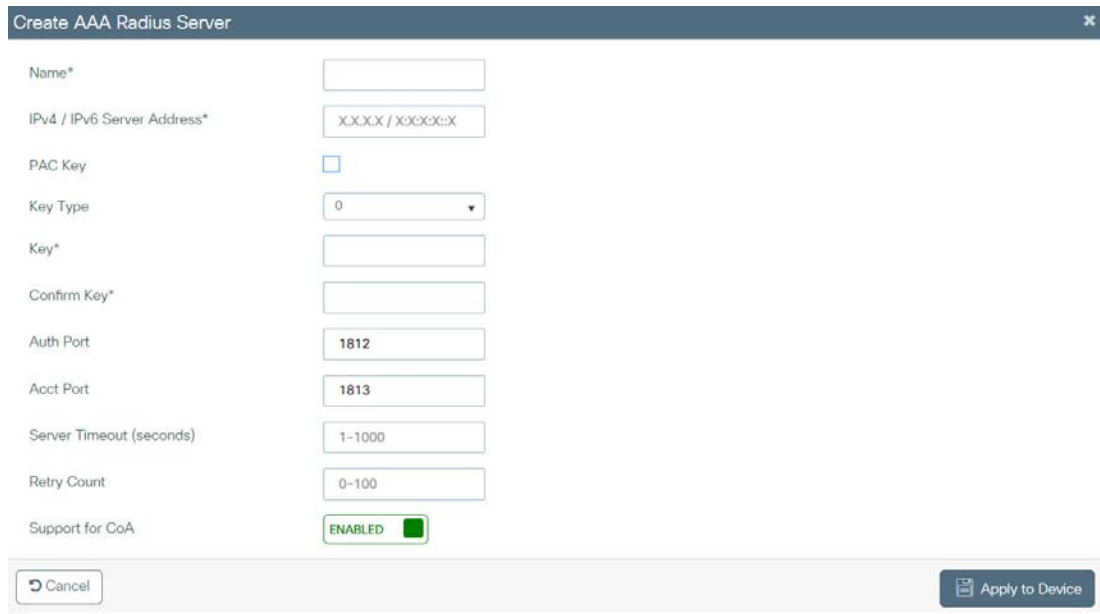 Create AAA Radius Server
Name*
IPv4 / IPv6 Server Address* X.X.X.X / X:X:X:X::X
PAC Key
Key Type 0
Key*
Confirm Key*
Auth Port 1812
Acct Port 1813
Server Timeout (seconds) 1-1000
Retry Count 0-100
Support for CoA ENABLED
Cancel Apply to Device